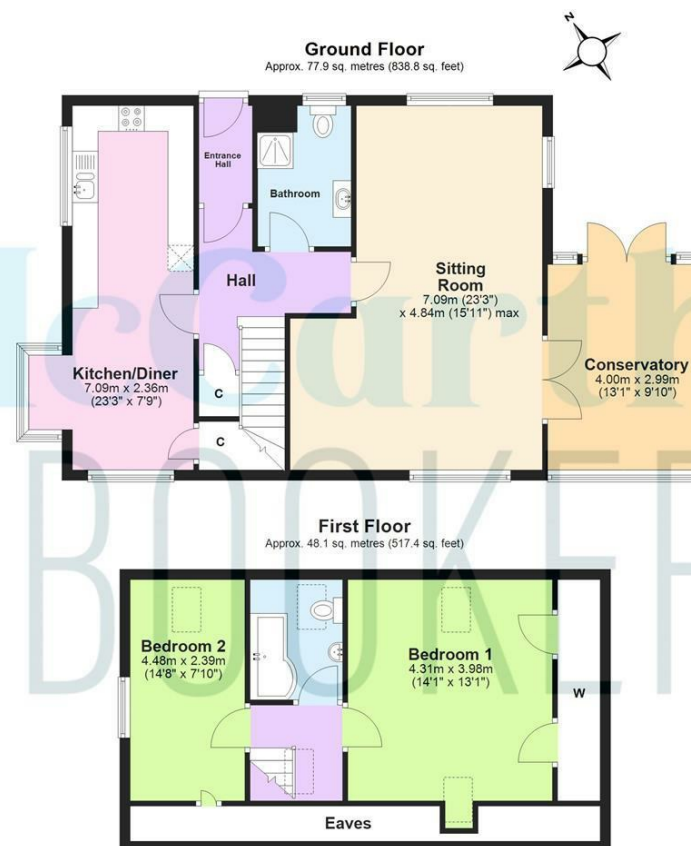 N
Ground Floor
Approx. 77.9 sq. metres (838.8 sq. feet)
Entrance
Hall
Bathroom
Hall
Sitting
Room
7.09m (23'3")
x 4.84m (15'11") max
Kitchen/Diner
7.09m x 2.36m
(23'3" x 7'9")
C
C
Conservatory
4.00m x 2.99m
(13'1" x 9'10")
McCarth
BOOKER
First Floor
Approx. 48.1 sq. metres (517.4 sq. feet)
Bedroom 2
4.48m x 2.39m
(14'8" x 7'10")
Bedroom 1
4.31m x 3.98m
(14'1" x 13'1")
W
Eaves